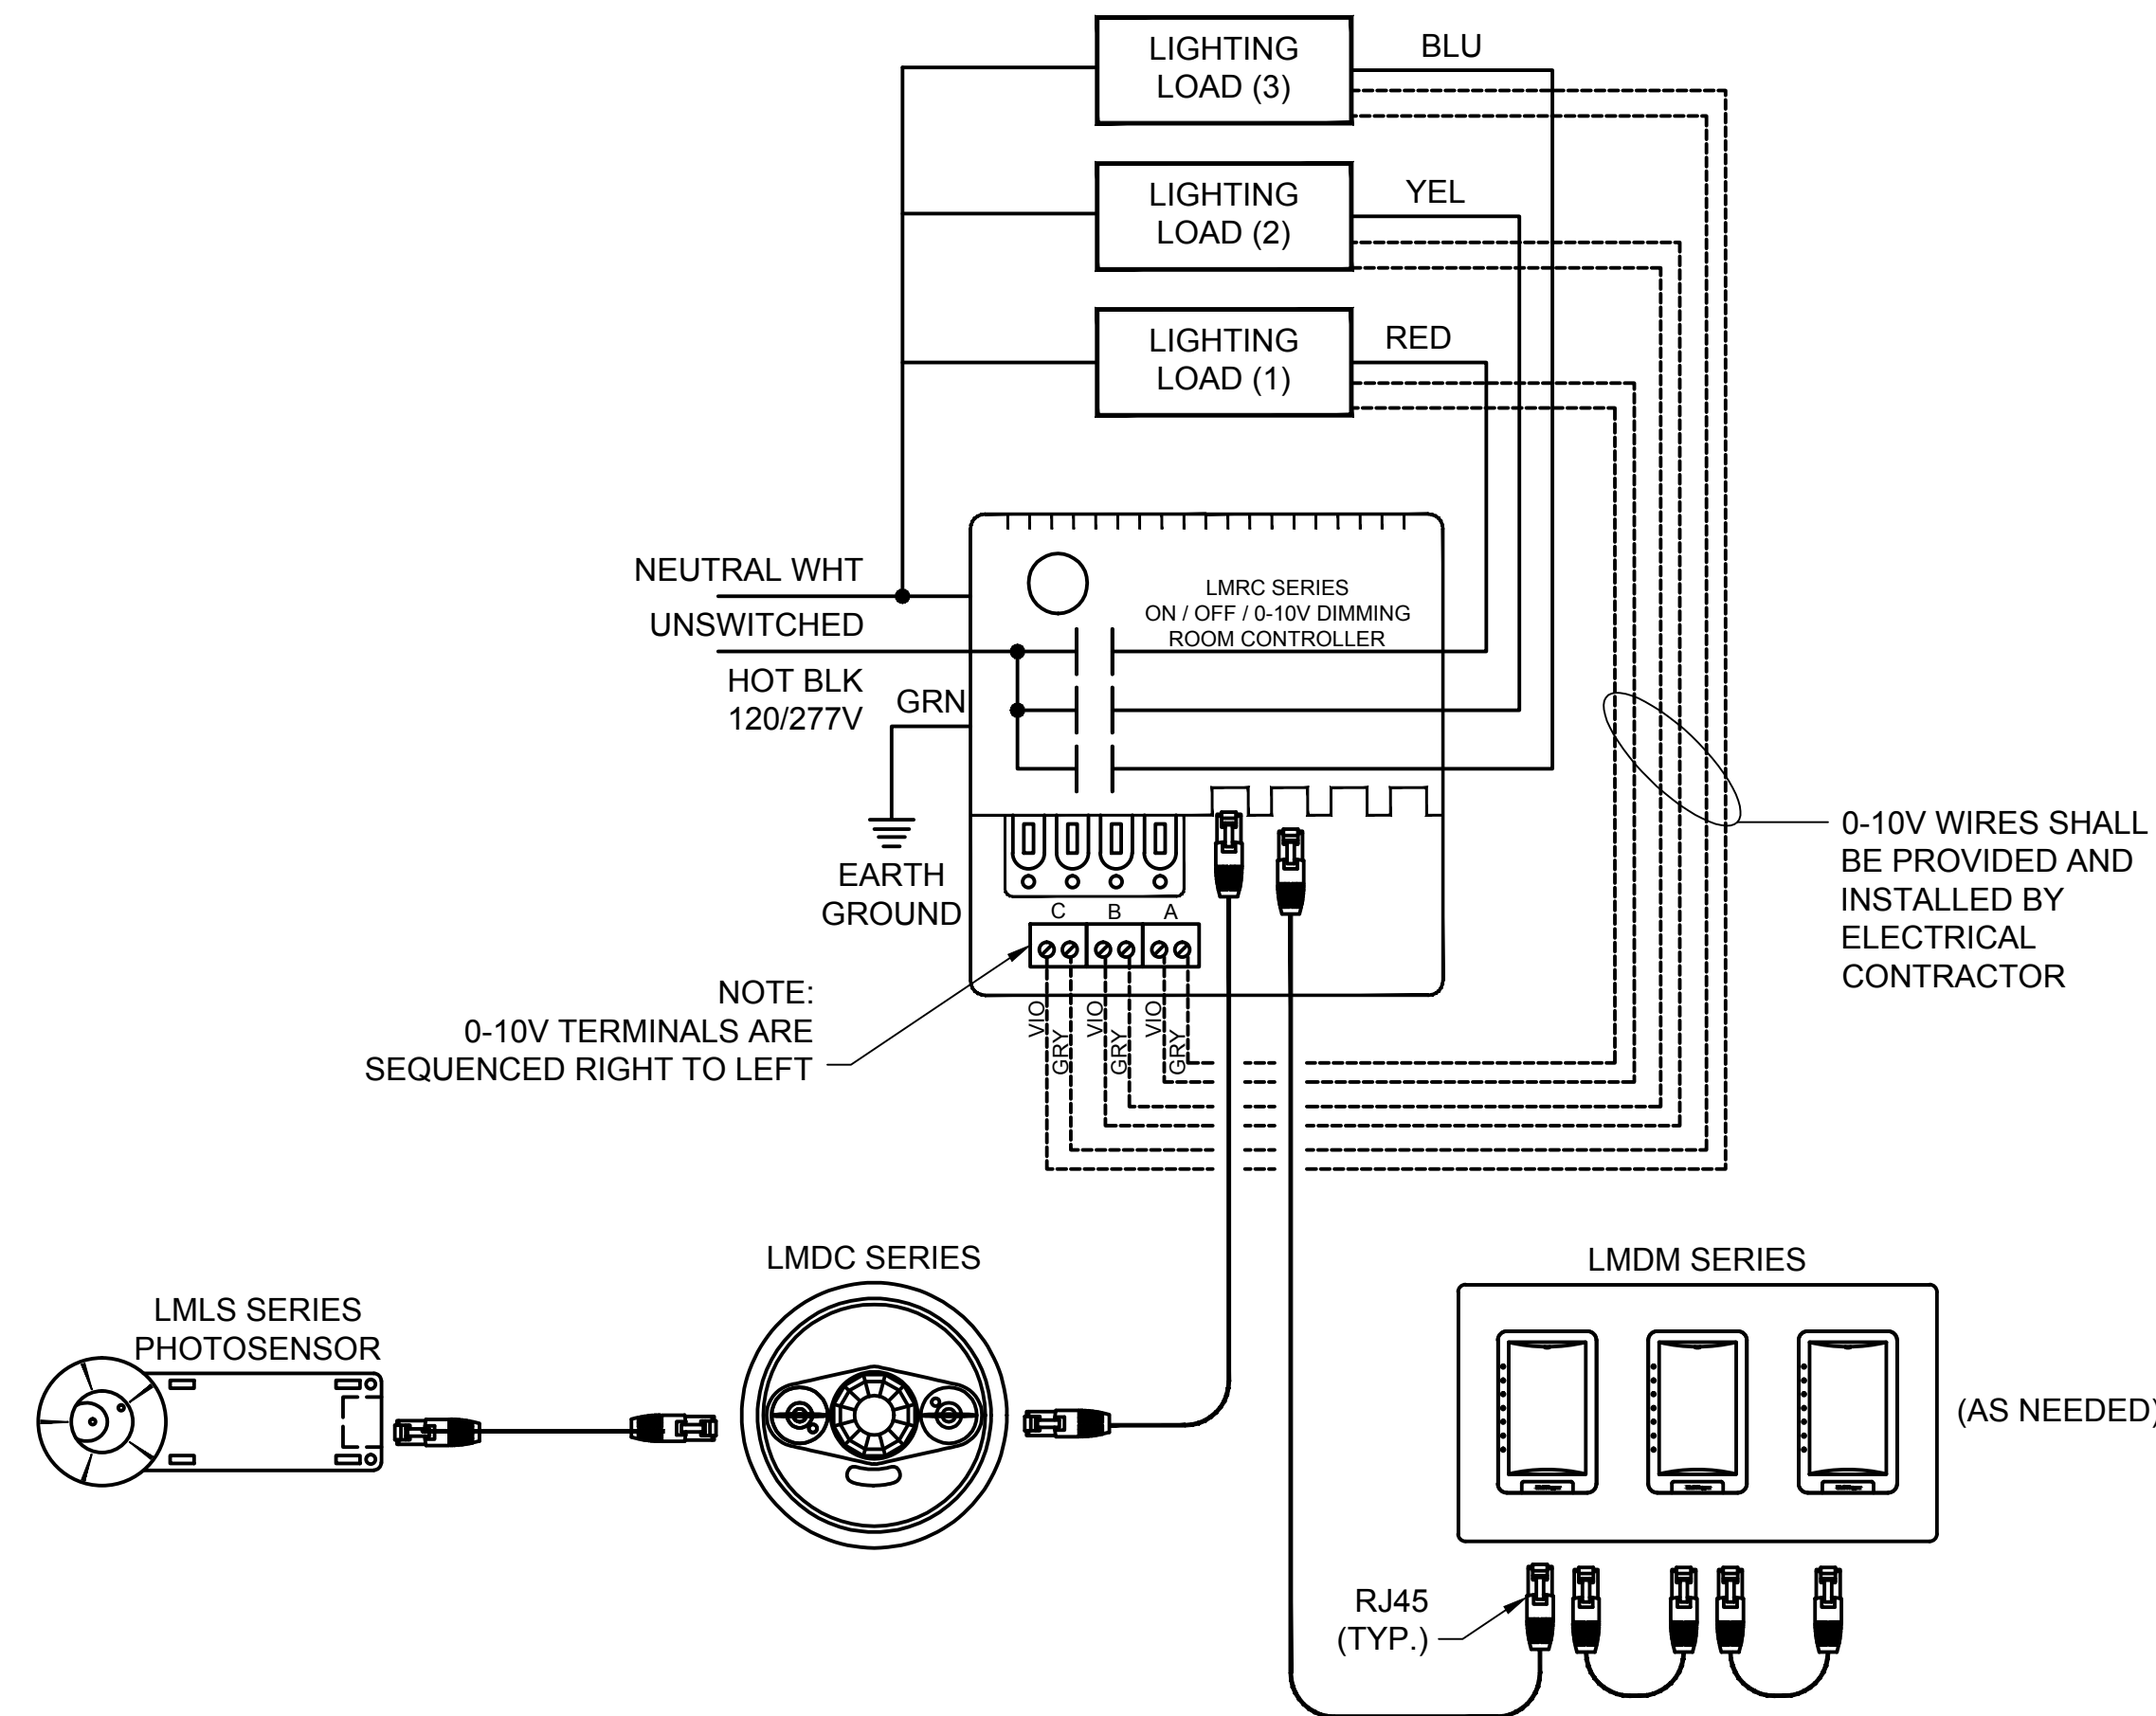 LIGHTING
LOAD (3)
BLU
LIGHTING
LOAD (2)
YEL
LIGHTING
LOAD (1)
RED
NEUTRAL WHT
UNSWITCHED
HOT BLK
120/277V
GRN
EARTH
GROUND
LMRC SERIES
ON / OFF / 0-10V DIMMING
ROOM CONTROLLER
C B A
VIO
GRY
VIO
GRY
VIO
GRY
NOTE:
0-10V TERMINALS ARE
SEQUENCED RIGHT TO LEFT
0-10V WIRES SHALL
BE PROVIDED AND
INSTALLED BY
ELECTRICAL
CONTRACTOR
LMLS SERIES
PHOTOSENSOR
LMDC SERIES
LMDM SERIES
(AS NEEDED)
RJ45
(TYP.)